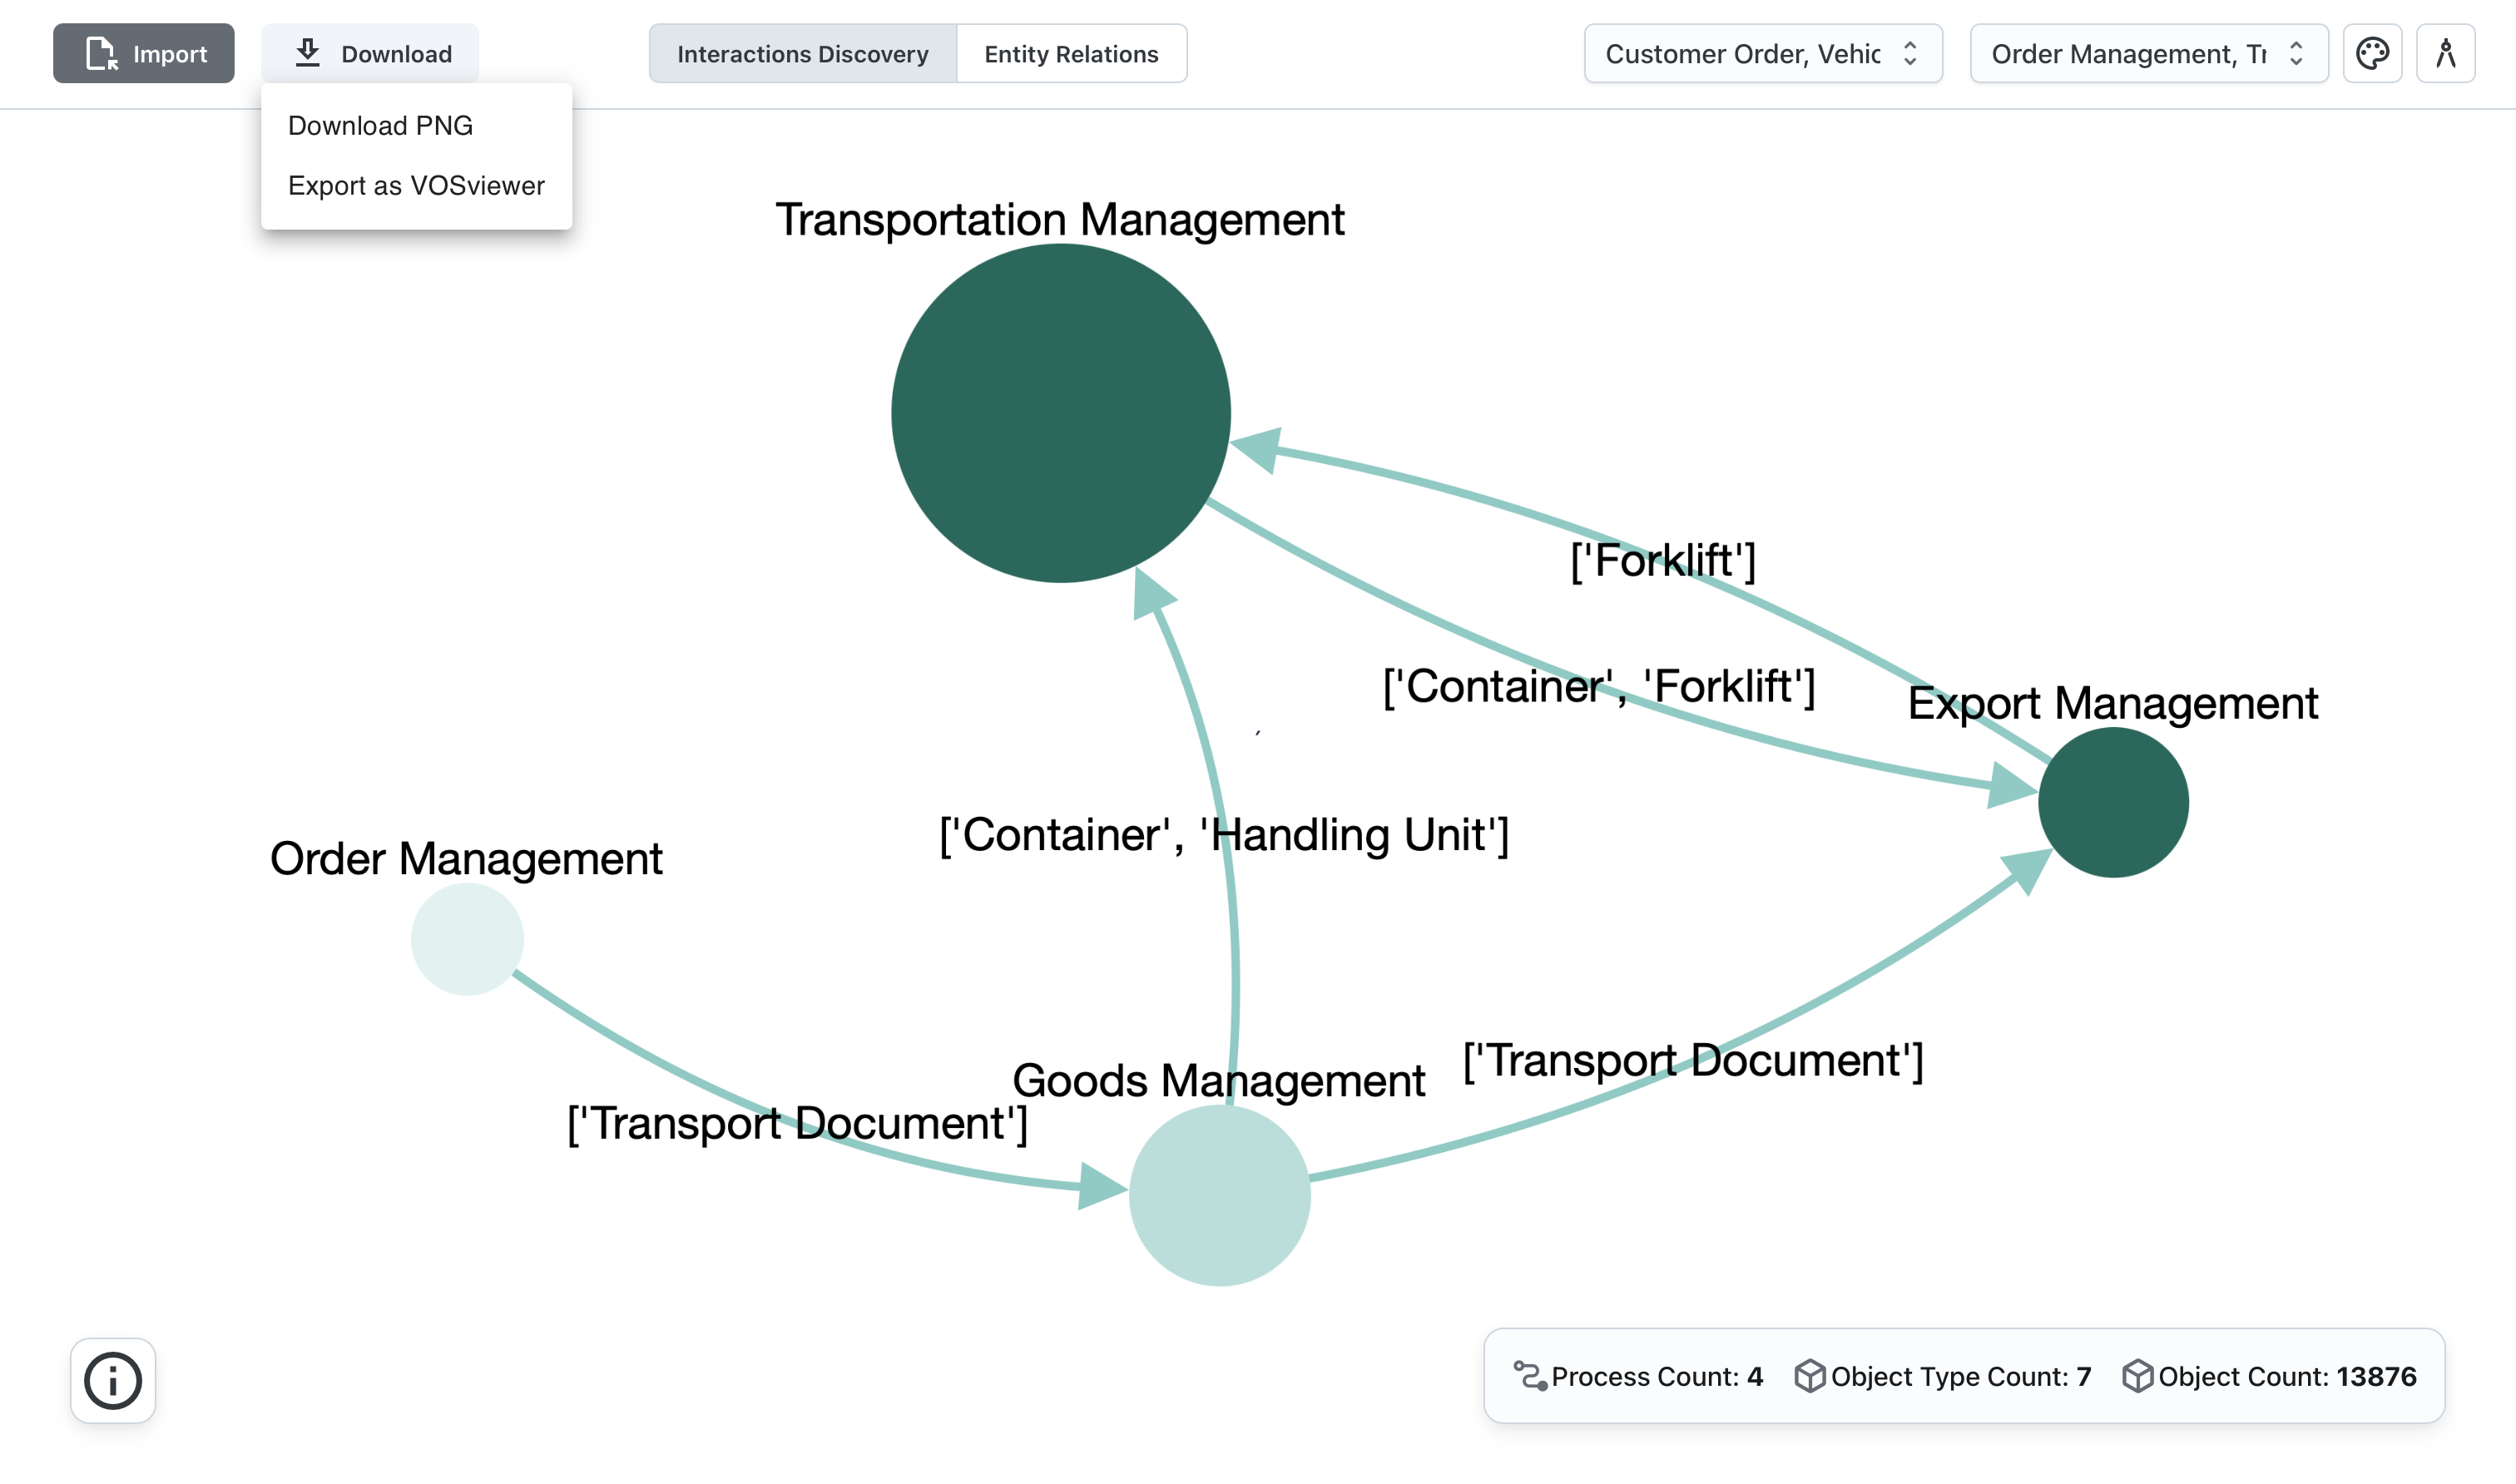 Import
Download
Interactions Discovery
Entity Relations
Customer Order, Vehic
Order Management, Tr
Download PNG
Export as VOSviewer
Transportation Management
['Forklift']
['Container', 'Forklift']
Export Management
['Container', 'Handling Unit']
Order Management
Goods Management
['Transport Document']
['Transport Document']
Process Count: 4
Object Type Count: 7
Object Count: 13876